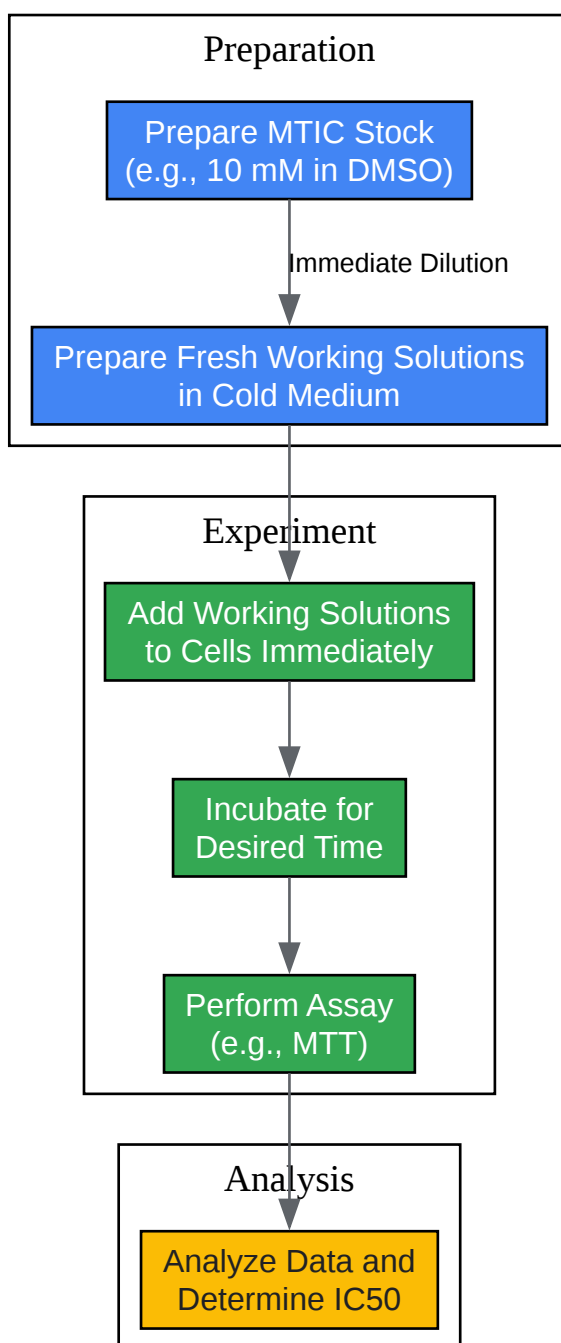 Preparation
Prepare MTIC Stock
(e.g., 10 mM in DMSO)
Immediate Dilution
Prepare Fresh Working Solutions
in Cold Medium
Experiment
Add Working Solutions
to Cells Immediately
Incubate for
Desired Time
Perform Assay
(e.g., MTT)
Analysis
Analyze Data and
Determine IC50